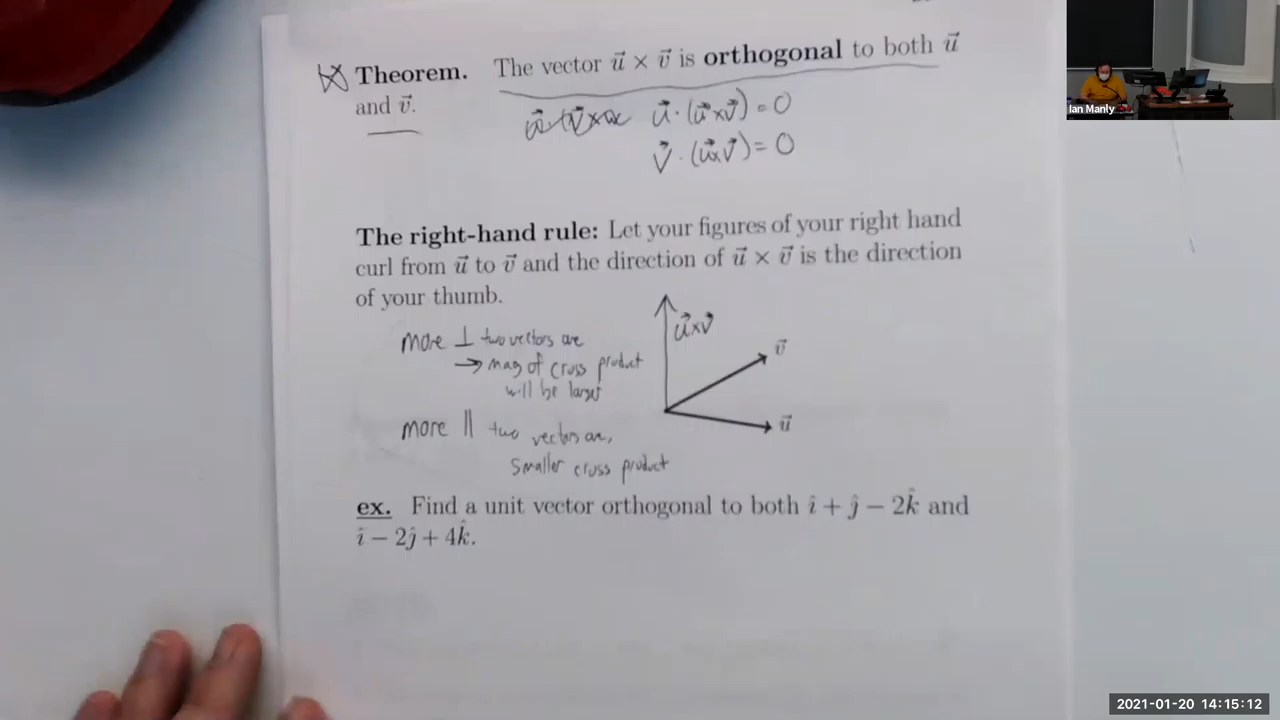 Theorem. The vector u⃗ × v⃗ is orthogonal to both u⃗
and v⃗.
u⃗ · (u⃗×v⃗) = 0
v⃗ · (u⃗×v⃗) = 0
The right-hand rule: Let your figures of your right hand
curl from u⃗ to v⃗ and the direction of u⃗ × v⃗ is the direction
of your thumb.
more ⊥ two vectors are
→ mag of cross product
will be larger
more || two vectors are,
smaller cross product
u⃗×v⃗
v⃗
u⃗
ex. Find a unit vector orthogonal to both î + ĵ − 2k̂ and
î − 2ĵ + 4k̂.
Ian Manly
2021-01-20 14:15:12